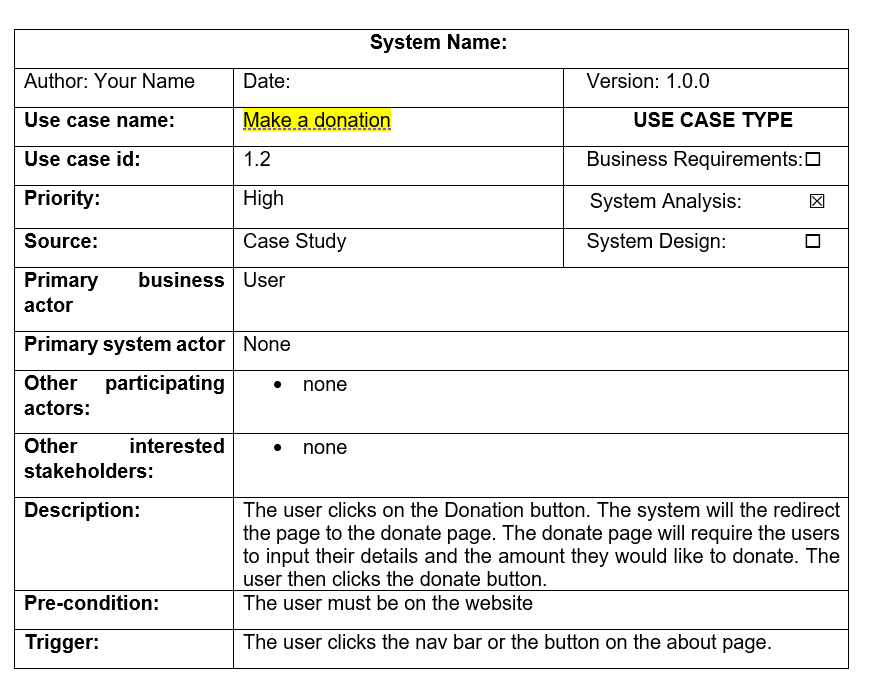 System Name:
Author: Your Name Date: Version: 1.0.0
Use case name: Make a donation USE CASE TYPE
Use case id: 1.2 Business Requirements:☐
Priority: High System Analysis: ☒
Source: Case Study System Design: ☐
Primary business User
actor
Primary system actor None
Other participating • none
actors:
Other interested • none
stakeholders:
Description: The user clicks on the Donation button. The system will the redirect
the page to the donate page. The donate page will require the users
to input their details and the amount they would like to donate. The
user then clicks the donate button.
Pre-condition: The user must be on the website
Trigger: The user clicks the nav bar or the button on the about page.